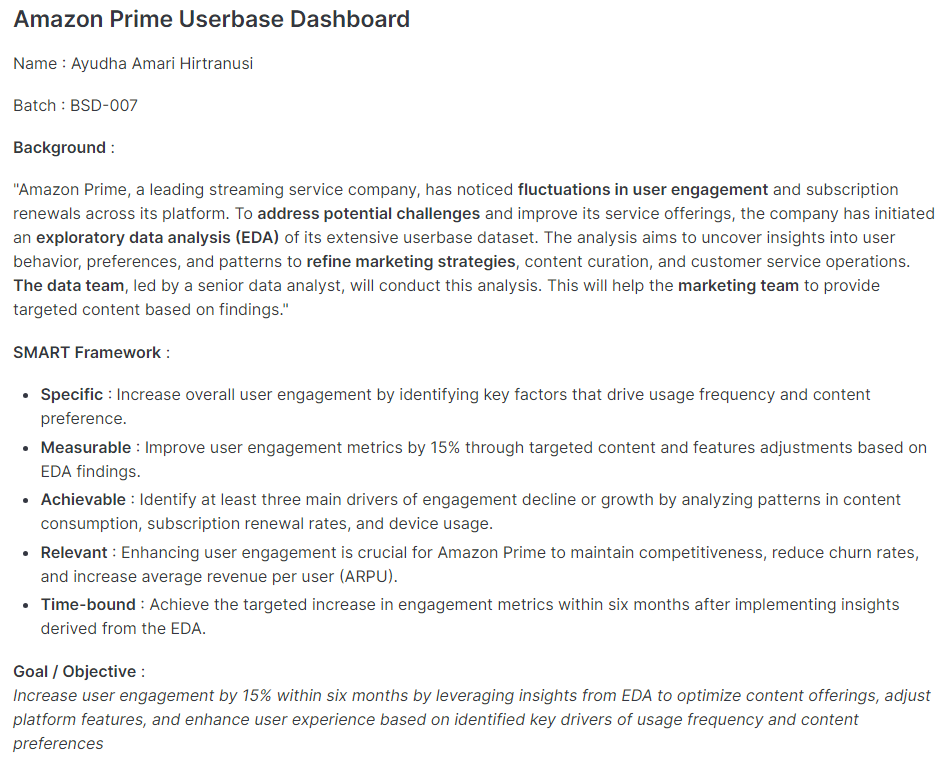 Amazon Prime Userbase Dashboard
Name : Ayudha Amari Hirtranusi
Batch : BSD-007
Background :
"Amazon Prime, a leading streaming service company, has noticed fluctuations in user engagement and subscription
renewals across its platform. To address potential challenges and improve its service offerings, the company has initiated
an exploratory data analysis (EDA) of its extensive userbase dataset. The analysis aims to uncover insights into user
behavior, preferences, and patterns to refine marketing strategies, content curation, and customer service operations.
The data team, led by a senior data analyst, will conduct this analysis. This will help the marketing team to provide
targeted content based on findings."
SMART Framework :
• Specific : Increase overall user engagement by identifying key factors that drive usage frequency and content
preference.
• Measurable : Improve user engagement metrics by 15% through targeted content and features adjustments based on
EDA findings.
• Achievable : Identify at least three main drivers of engagement decline or growth by analyzing patterns in content
consumption, subscription renewal rates, and device usage.
• Relevant : Enhancing user engagement is crucial for Amazon Prime to maintain competitiveness, reduce churn rates,
and increase average revenue per user (ARPU).
• Time-bound : Achieve the targeted increase in engagement metrics within six months after implementing insights
derived from the EDA.
Goal / Objective :
Increase user engagement by 15% within six months by leveraging insights from EDA to optimize content offerings, adjust
platform features, and enhance user experience based on identified key drivers of usage frequency and content
preferences